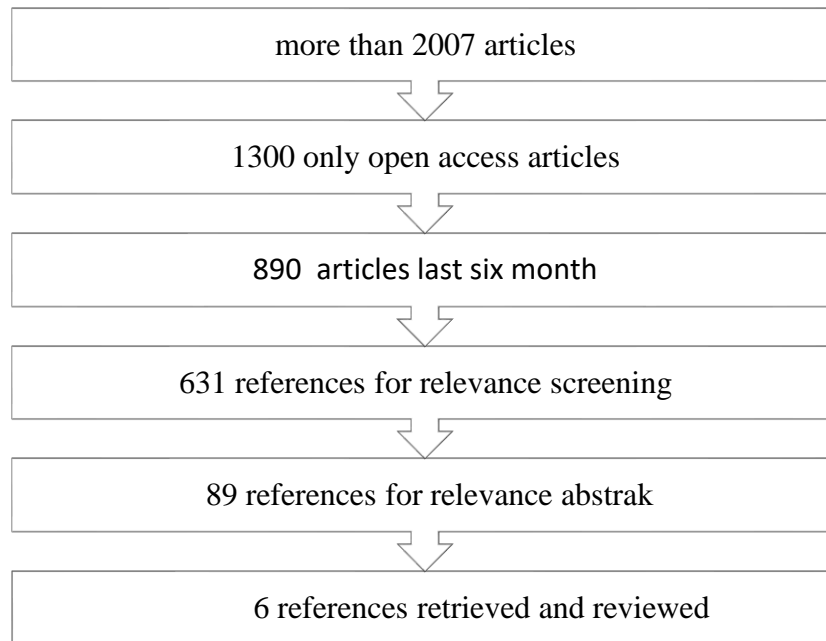 more than 2007 articles
1300 only open access articles
890 articles last six month
631 references for relevance screening
89 references for relevance abstrak
6 references retrieved and reviewed